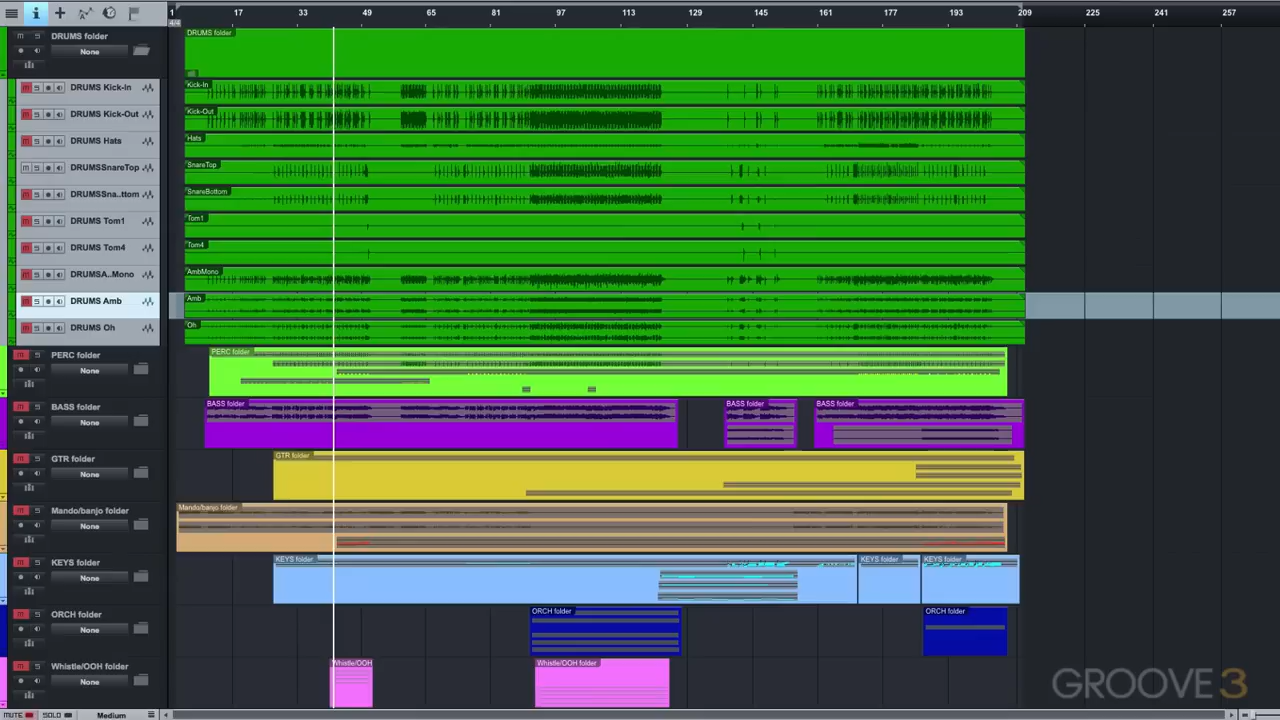 1 17 33 49 65 81 97 113 129 145 161 177 193 209 225 241 257
4/4
DRUMS folder
None
DRUMS folder
M S DRUMS Kick-In
Kick-In
M S DRUMS Kick-Out
Kick-Out
M S DRUMS Hats
Hats
M S DRUMSSnareTop
SnareTop
M S DRUMSSna..ttom
SnareBottom
M S DRUMS Tom1
Tom1
M S DRUMS Tom4
Tom4
M S DRUMSA..Mono
AmbMono
M S DRUMS Amb
Amb
M S DRUMS Oh
Oh
M S PERC folder
None
PERC folder
M S BASS folder
None
BASS folder BASS folder BASS folder
M S GTR folder
None
GTR folder
M S Mando/banjo folder
None
Mando/banjo folder
M S KEYS folder
None
KEYS folder KEYS folder KEYS folder
M S ORCH folder
None
ORCH folder ORCH folder
M S Whistle/OOH folder
None
Whistle/OOH Whistle/OOH folder
GROOVE3
MUTE SOLO Medium